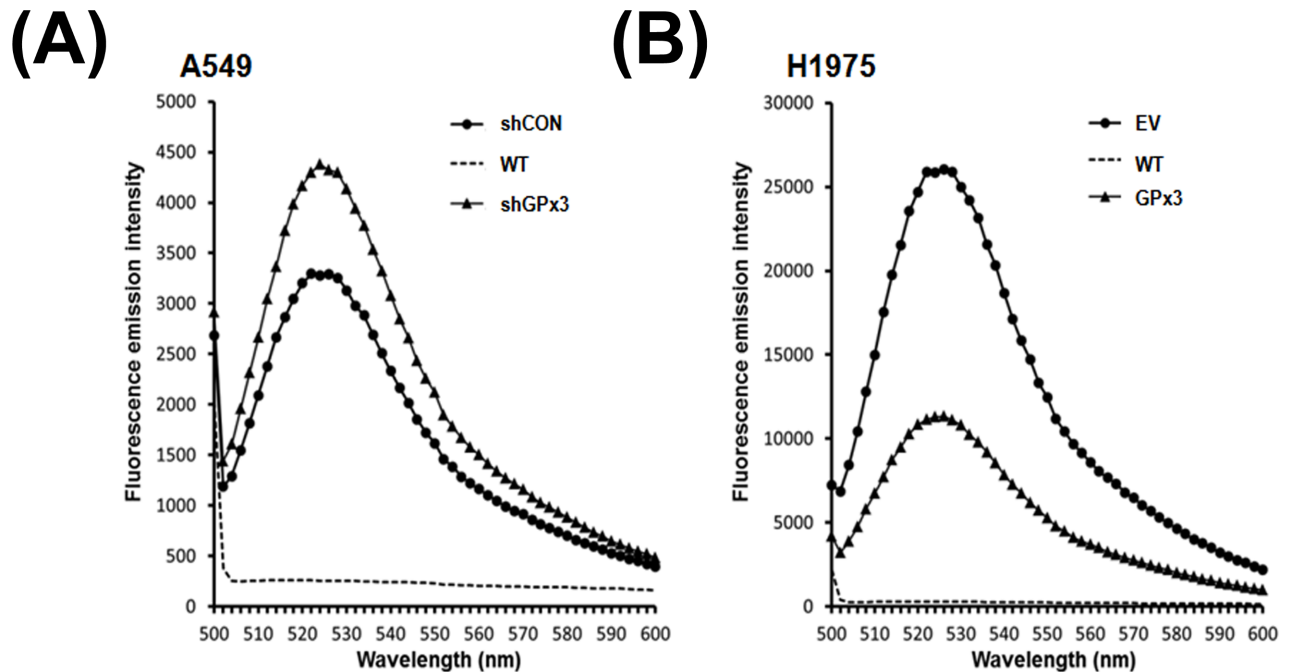 (A)
A549
5000
4500
4000
3500
3000
2500
2000
1500
1000
500
0
Fluorescence emission intensity
shCON
WT
shGPx3
500 510 520 530 540 550 560 570 580 590 600
Wavelength (nm)
(B)
H1975
30000
25000
20000
15000
10000
5000
0
Fluorescence emission intensity
EV
WT
GPx3
500 510 520 530 540 550 560 570 580 590 600
Wavelength (nm)